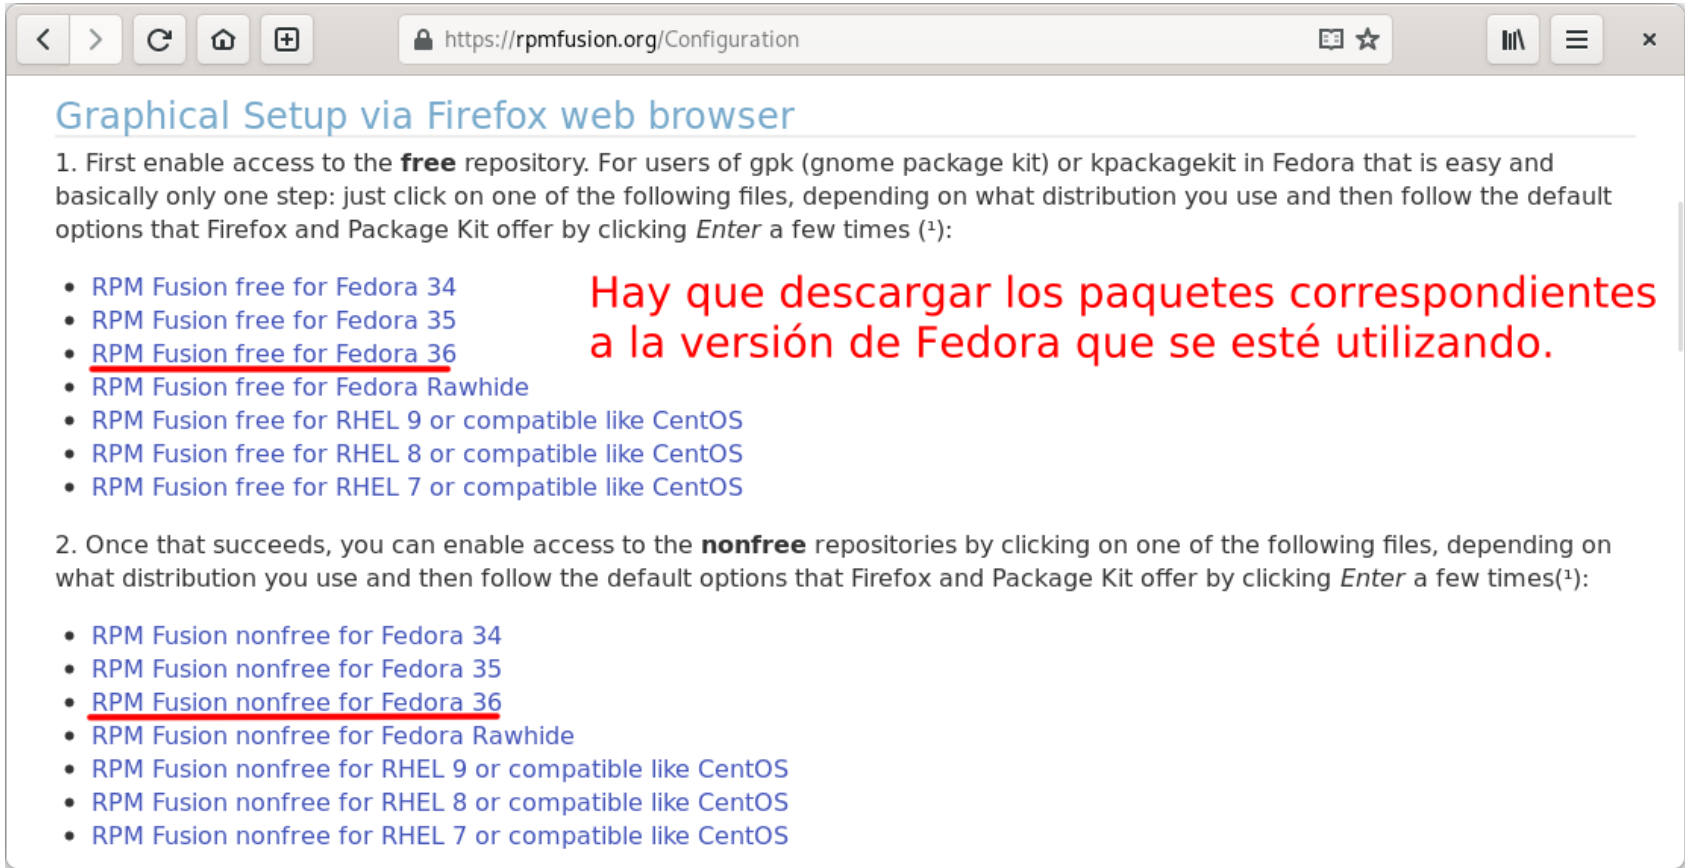 https://rpmfusion.org/Configuration
Graphical Setup via Firefox web browser
1. First enable access to the free repository. For users of gpk (gnome package kit) or kpackagekit in Fedora that is easy and
basically only one step: just click on one of the following files, depending on what distribution you use and then follow the default
options that Firefox and Package Kit offer by clicking Enter a few times (¹):
• RPM Fusion free for Fedora 34
• RPM Fusion free for Fedora 35
• RPM Fusion free for Fedora 36
Hay que descargar los paquetes correspondientes
a la versión de Fedora que se esté utilizando.
• RPM Fusion free for Fedora Rawhide
• RPM Fusion free for RHEL 9 or compatible like CentOS
• RPM Fusion free for RHEL 8 or compatible like CentOS
• RPM Fusion free for RHEL 7 or compatible like CentOS
2. Once that succeeds, you can enable access to the nonfree repositories by clicking on one of the following files, depending on
what distribution you use and then follow the default options that Firefox and Package Kit offer by clicking Enter a few times(¹):
• RPM Fusion nonfree for Fedora 34
• RPM Fusion nonfree for Fedora 35
• RPM Fusion nonfree for Fedora 36
• RPM Fusion nonfree for Fedora Rawhide
• RPM Fusion nonfree for RHEL 9 or compatible like CentOS
• RPM Fusion nonfree for RHEL 8 or compatible like CentOS
• RPM Fusion nonfree for RHEL 7 or compatible like CentOS